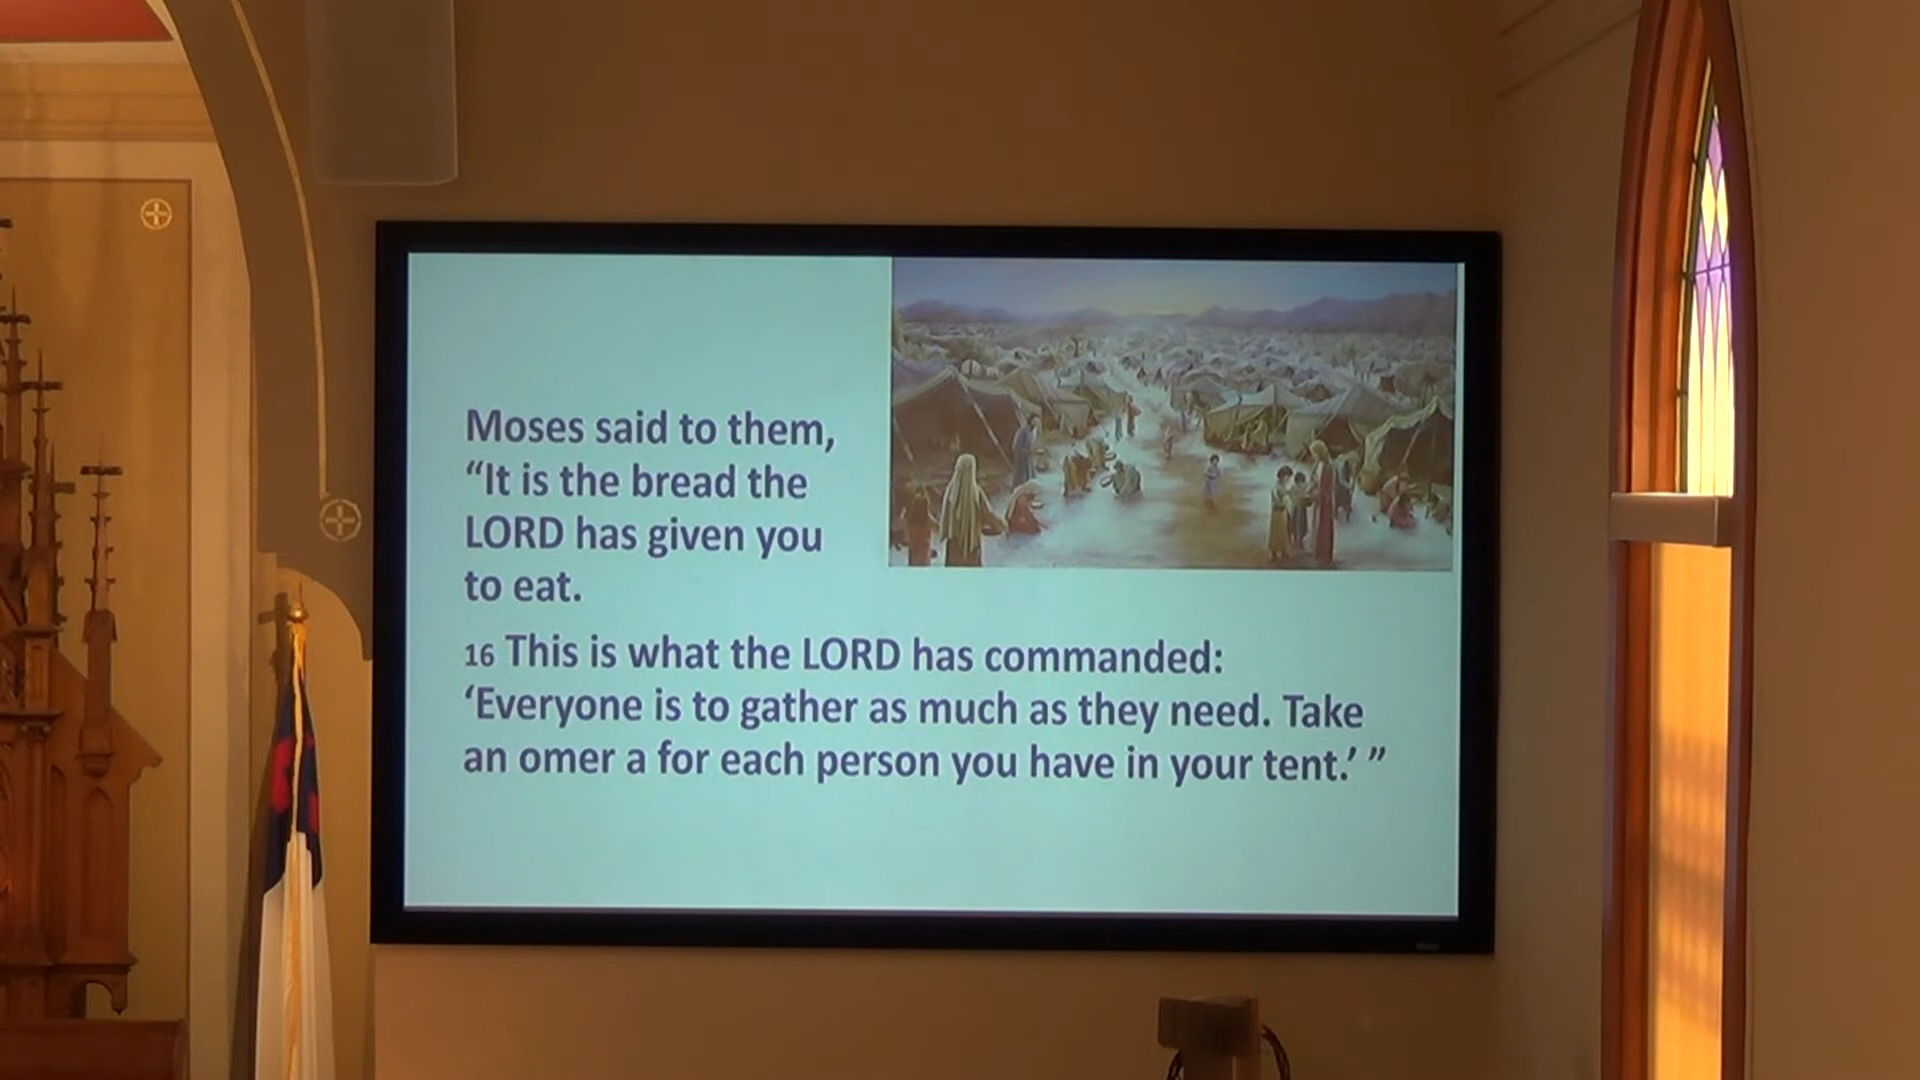 Moses said to them,
“It is the bread the
LORD has given you
to eat.
16 This is what the LORD has commanded:
‘Everyone is to gather as much as they need. Take
an omer a for each person you have in your tent.’ ”